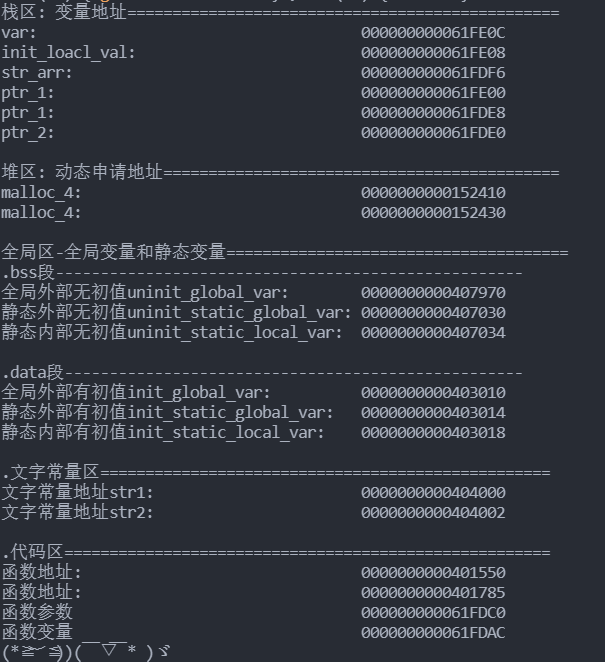 栈区: 变量地址================================================
var:                                    000000000061FE0C
init_loacl_val:                         000000000061FE08
str_arr:                                000000000061FDF6
ptr_1:                                  000000000061FE00
ptr_1:                                  000000000061FDE8
ptr_2:                                  000000000061FDE0
堆区: 动态申请地址============================================
malloc_4:                               0000000000152410
malloc_4:                               0000000000152430
全局区-全局变量和静态变量======================================
.bss段----------------------------------------------------
全局外部无初值uninit_global_var:        0000000000407970
静态外部无初值uninit_static_global_var: 0000000000407030
静态内部无初值uninit_static_local_var:  0000000000407034
.data段---------------------------------------------------
全局外部有初值init_global_var:          0000000000403010
静态外部有初值init_static_global_var:   0000000000403014
静态内部有初值init_static_local_var:    0000000000403018
.文字常量区==================================================
文字常量地址str1:                       0000000000404000
文字常量地址str2:                       0000000000404002
.代码区======================================================
函数地址:                               0000000000401550
函数地址:                               0000000000401785
函数参数                                000000000061FDC0
函数变量                                000000000061FDAC
(*≧︶≦))(￣▽￣* )ゞ